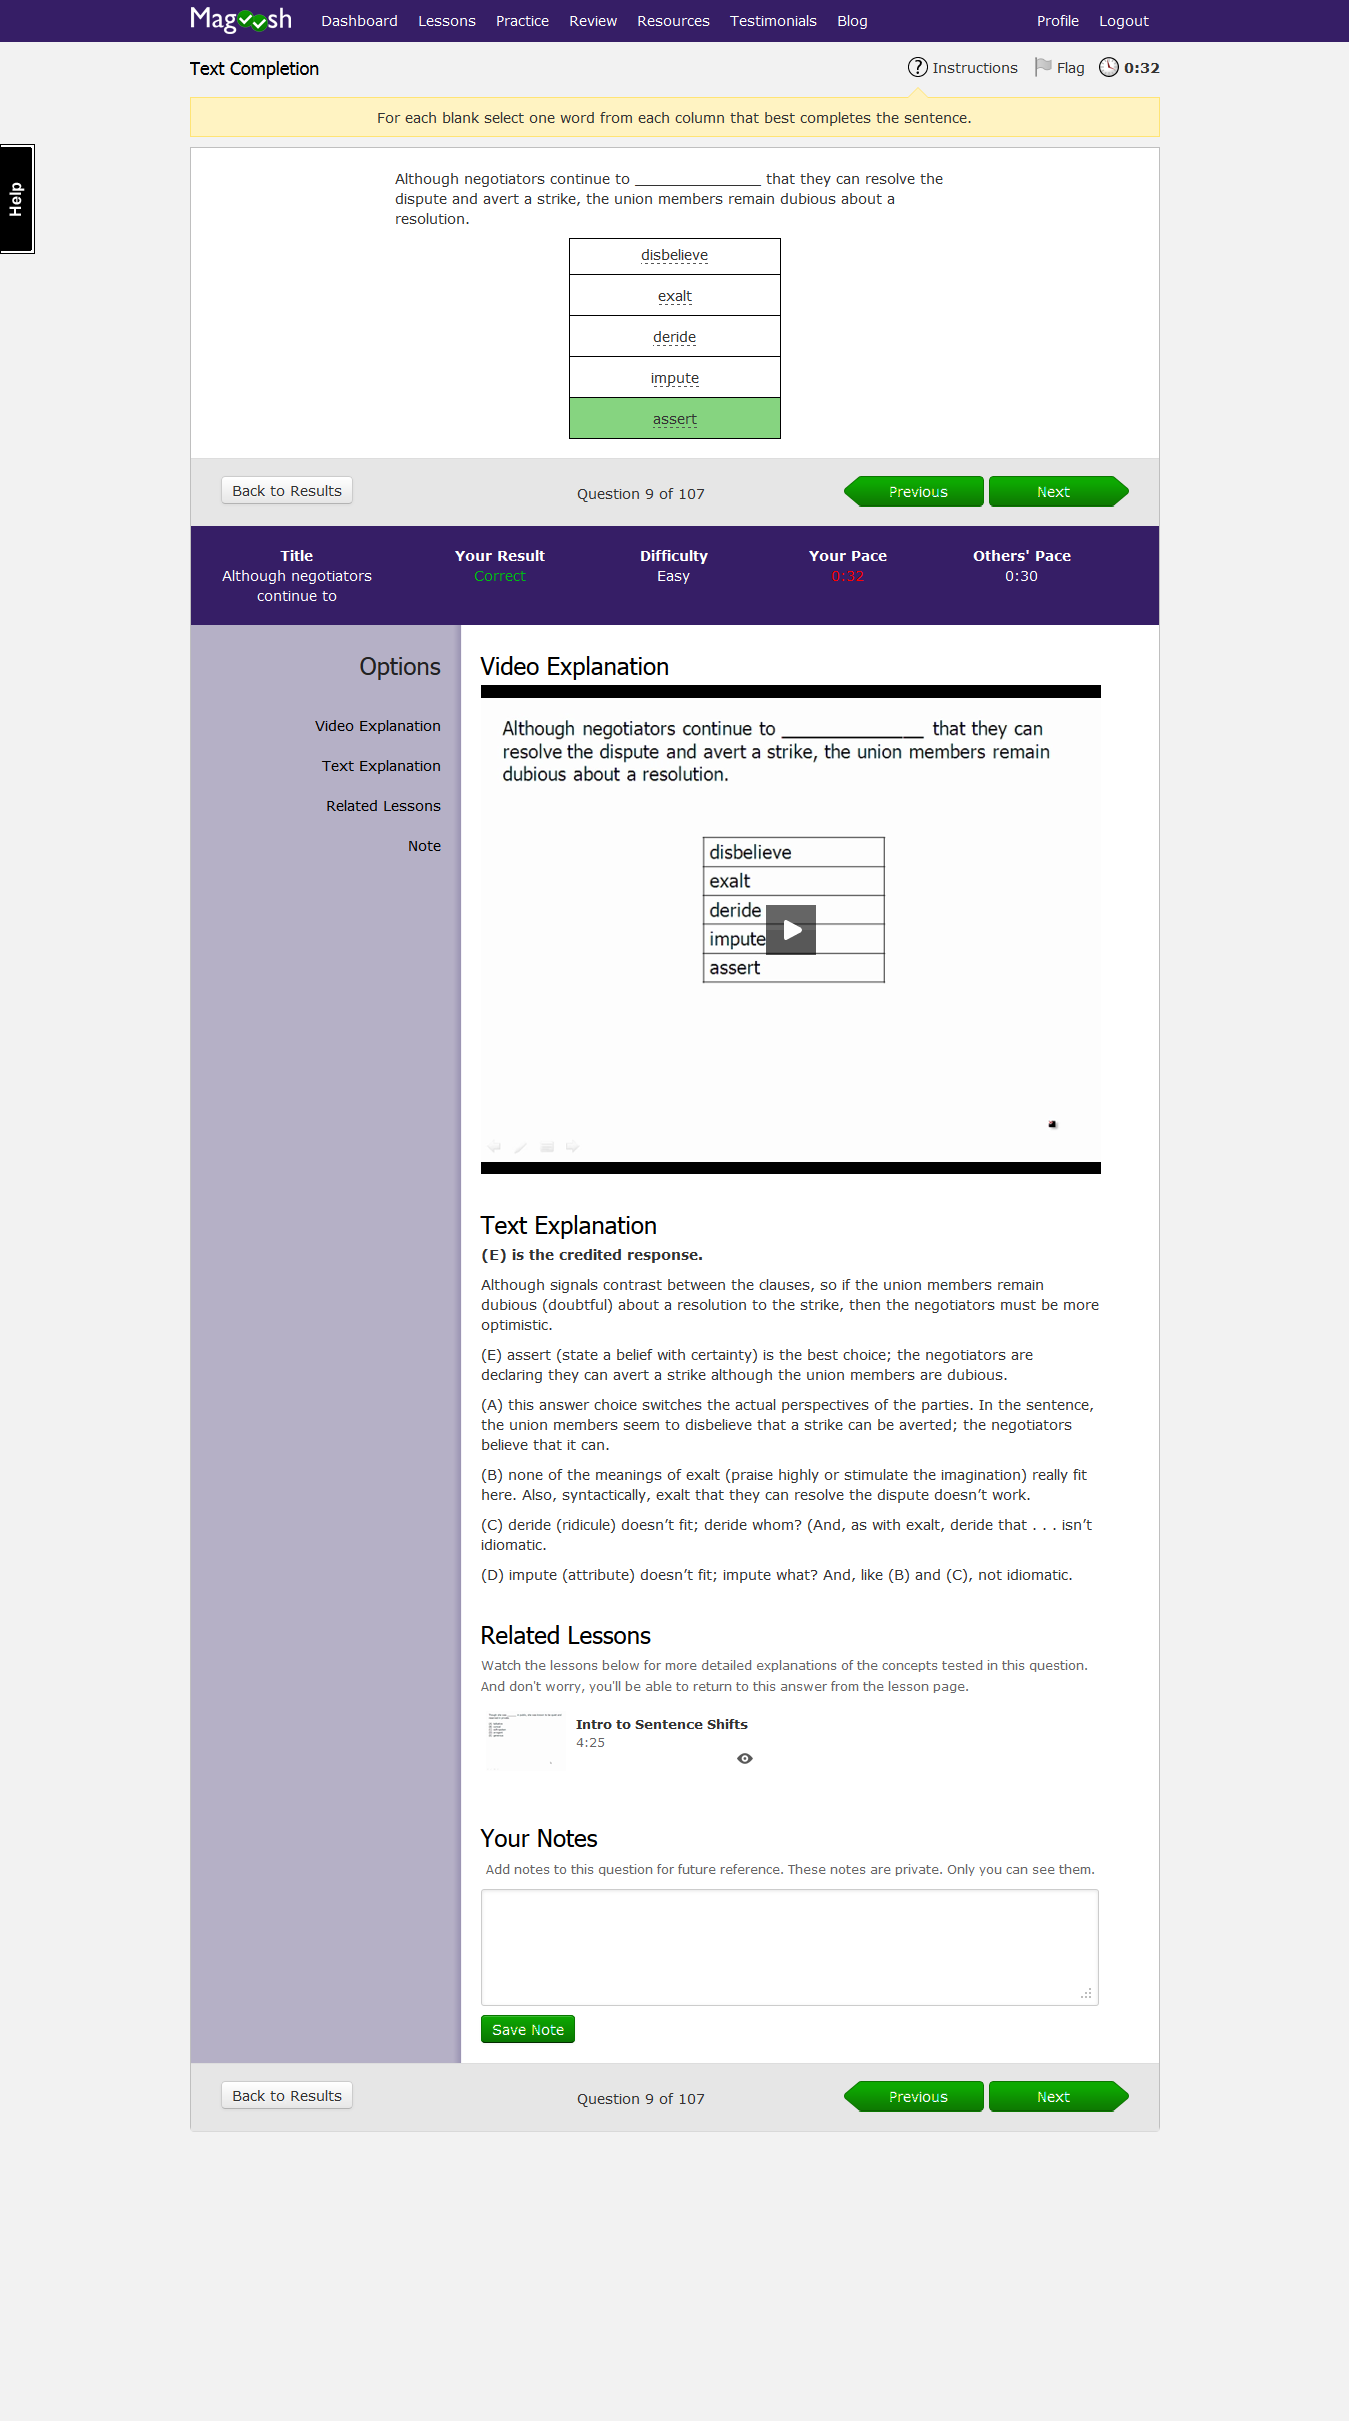 Magoosh Dashboard Lessons Practice Review Resources Testimonials Blog Profile Logout
Text Completion ? Instructions Flag 0:32
For each blank select one word from each column that best completes the sentence.
Help
Although negotiators continue to ______________ that they can resolve the
dispute and avert a strike, the union members remain dubious about a
resolution.
disbelieve
exalt
deride
impute
assert
Back to Results Question 9 of 107 Previous Next
Title Your Result Difficulty Your Pace Others' Pace
Although negotiators Correct Easy 0:32 0:30
continue to
Options
Video Explanation
Text Explanation
Related Lessons
Note
Video Explanation
Although negotiators continue to ______________ that they can
resolve the dispute and avert a strike, the union members remain
dubious about a resolution.
disbelieve
exalt
deride
impute
assert
Text Explanation
(E) is the credited response.
Although signals contrast between the clauses, so if the union members remain
dubious (doubtful) about a resolution to the strike, then the negotiators must be more
optimistic.
(E) assert (state a belief with certainty) is the best choice; the negotiators are
declaring they can avert a strike although the union members are dubious.
(A) this answer choice switches the actual perspectives of the parties. In the sentence,
the union members seem to disbelieve that a strike can be averted; the negotiators
believe that it can.
(B) none of the meanings of exalt (praise highly or stimulate the imagination) really fit
here. Also, syntactically, exalt that they can resolve the dispute doesn’t work.
(C) deride (ridicule) doesn’t fit; deride whom? (And, as with exalt, deride that . . . isn’t
idiomatic.
(D) impute (attribute) doesn’t fit; impute what? And, like (B) and (C), not idiomatic.
Related Lessons
Watch the lessons below for more detailed explanations of the concepts tested in this question.
And don't worry, you'll be able to return to this answer from the lesson page.
Intro to Sentence Shifts
4:25
Your Notes
Add notes to this question for future reference. These notes are private. Only you can see them.
Save Note
Back to Results Question 9 of 107 Previous Next